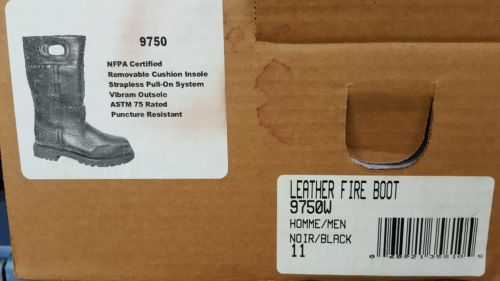 9750
NFPA Certified
Removable Cushion Insole
Strapless Pull-On System
Vibram Outsole
ASTM 75 Rated
Puncture Resistant
LEATHER FIRE BOOT
9750W
HOMME/MEN
NOIR/BLACK
11